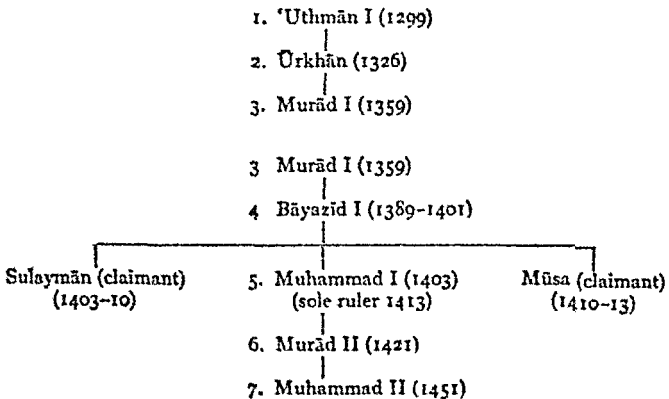 1. ʻUthmān I (1299)
2. Ūrkhān (1326)
3. Murād I (1359)
3 Murād I (1359)
4 Bāyazīd I (1389–1401)
Sulaymān (claimant) 5. Muhammad I (1403) Mūsa (claimant)
(1403–10) (sole ruler 1413) (1410–13)
6. Murād II (1421)
7. Muhammad II (1451)